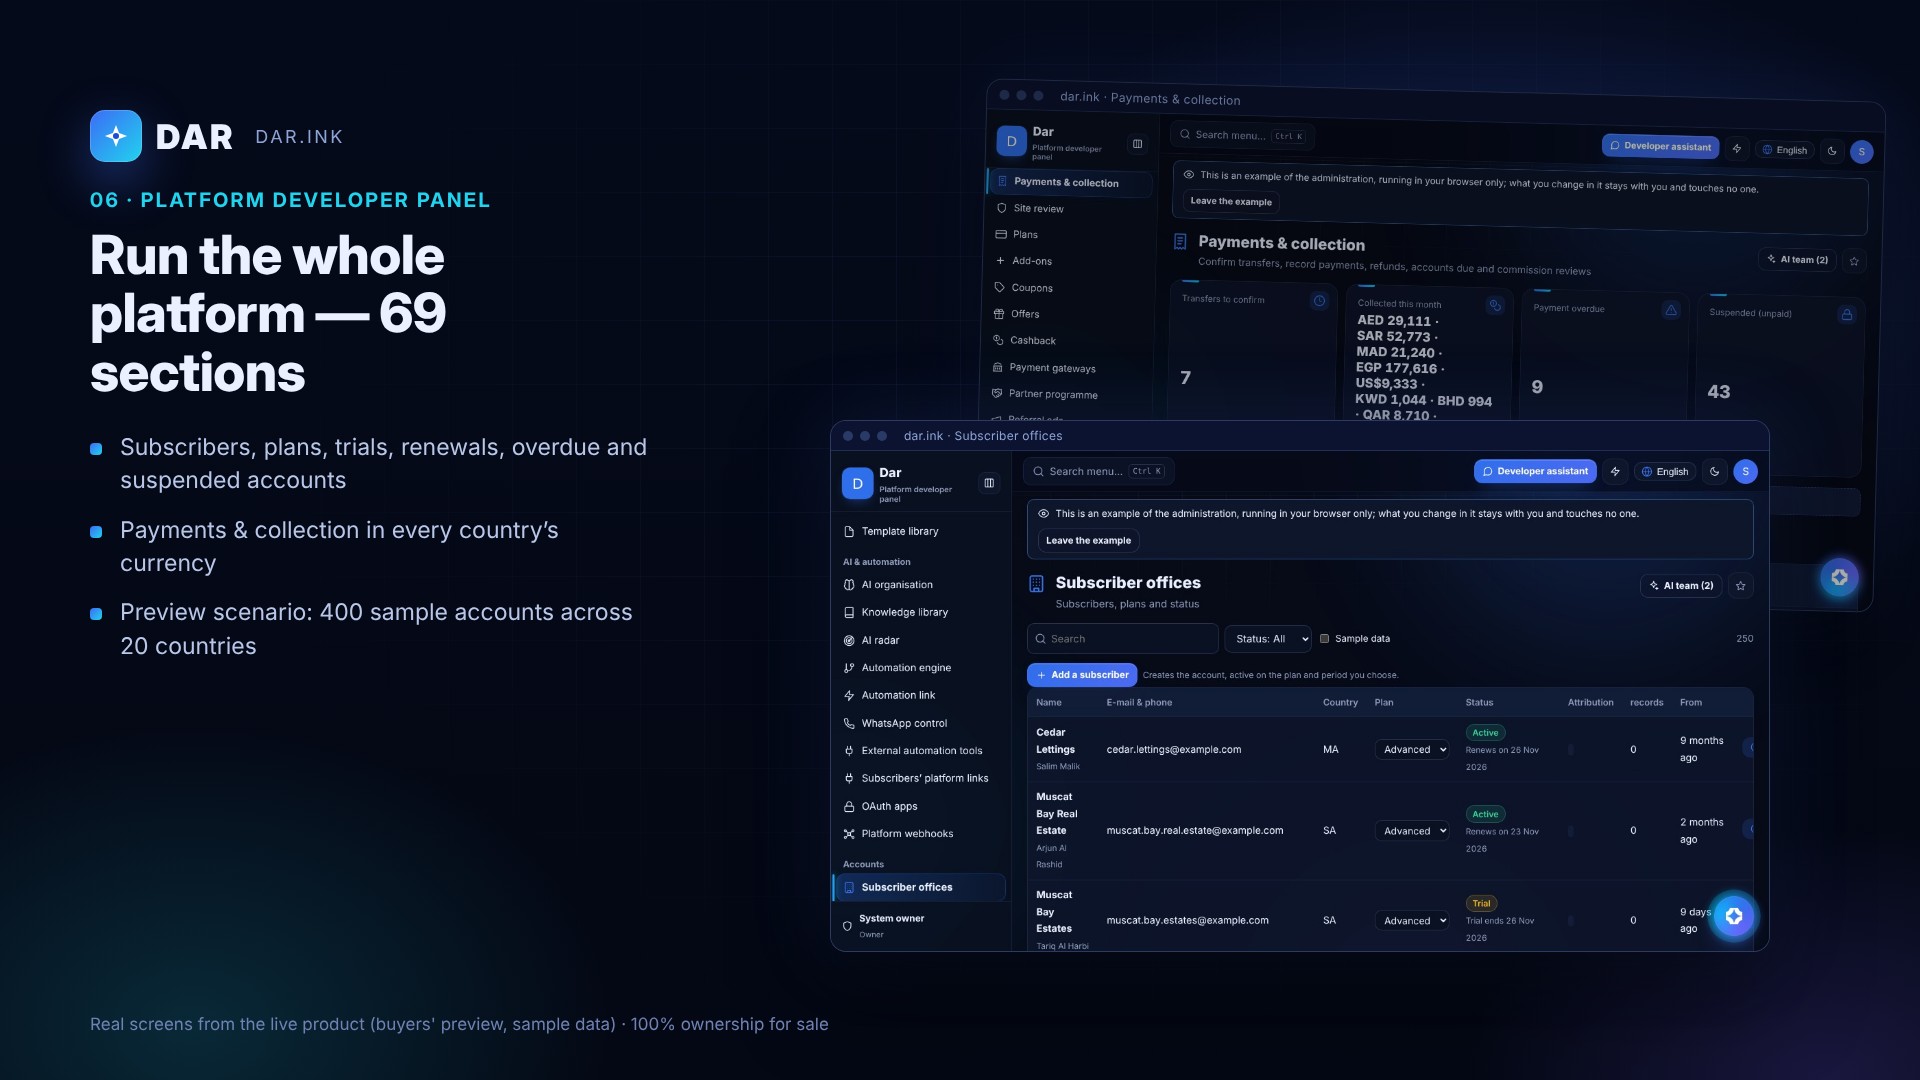 DAR DAR.INK
06 · PLATFORM DEVELOPER PANEL
Run the whole
platform — 69
sections
Subscribers, plans, trials, renewals, overdue and
suspended accounts
Payments & collection in every country's
currency
Preview scenario: 400 sample accounts across
20 countries
Real screens from the live product (buyers' preview, sample data) · 100% ownership for sale
dar.ink · Payments & collection
D Dar
Platform developer
panel
Search menu... Ctrl K
Developer assistant
English
S
Payments & collection
Site review
Plans
Add-ons
Coupons
Offers
Cashback
Payment gateways
Partner programme
This is an example of the administration, running in your browser only; what you change in it stays with you and touches no one.
Leave the example
Payments & collection
Confirm transfers, record payments, refunds, accounts due and commission reviews
AI team (2)
Transfers to confirm
7
Collected this month
AED 29,111 ·
SAR 52,773 ·
MAD 21,240 ·
EGP 177,616 ·
US$9,333 ·
KWD 1,044 · BHD 994
· QAR 8,710 ·
Payment overdue
9
Suspended (unpaid)
43
dar.ink · Subscriber offices
D Dar
Platform developer
panel
Search menu... Ctrl K
Developer assistant
English
S
Template library
AI & automation
AI organisation
Knowledge library
AI radar
Automation engine
Automation link
WhatsApp control
External automation tools
Subscribers' platform links
OAuth apps
Platform webhooks
Accounts
Subscriber offices
System owner
Owner
This is an example of the administration, running in your browser only; what you change in it stays with you and touches no one.
Leave the example
Subscriber offices
Subscribers, plans and status
AI team (2)
Search
Status: All
Sample data
250
+ Add a subscriber
Creates the account, active on the plan and period you choose.
Name E-mail & phone Country Plan Status Attribution records From
Cedar
Lettings
Salim Malik
cedar.lettings@example.com
MA
Advanced
Active
Renews on 26 Nov
2026
0
9 months
ago
Muscat
Bay Real
Estate
Arjun Al
Rashid
muscat.bay.real.estate@example.com
SA
Advanced
Active
Renews on 23 Nov
2026
0
2 months
ago
Muscat
Bay
Estates
Tariq Al Harbi
muscat.bay.estates@example.com
SA
Advanced
Trial
Trial ends 26 Nov
2026
0
9 days
ago